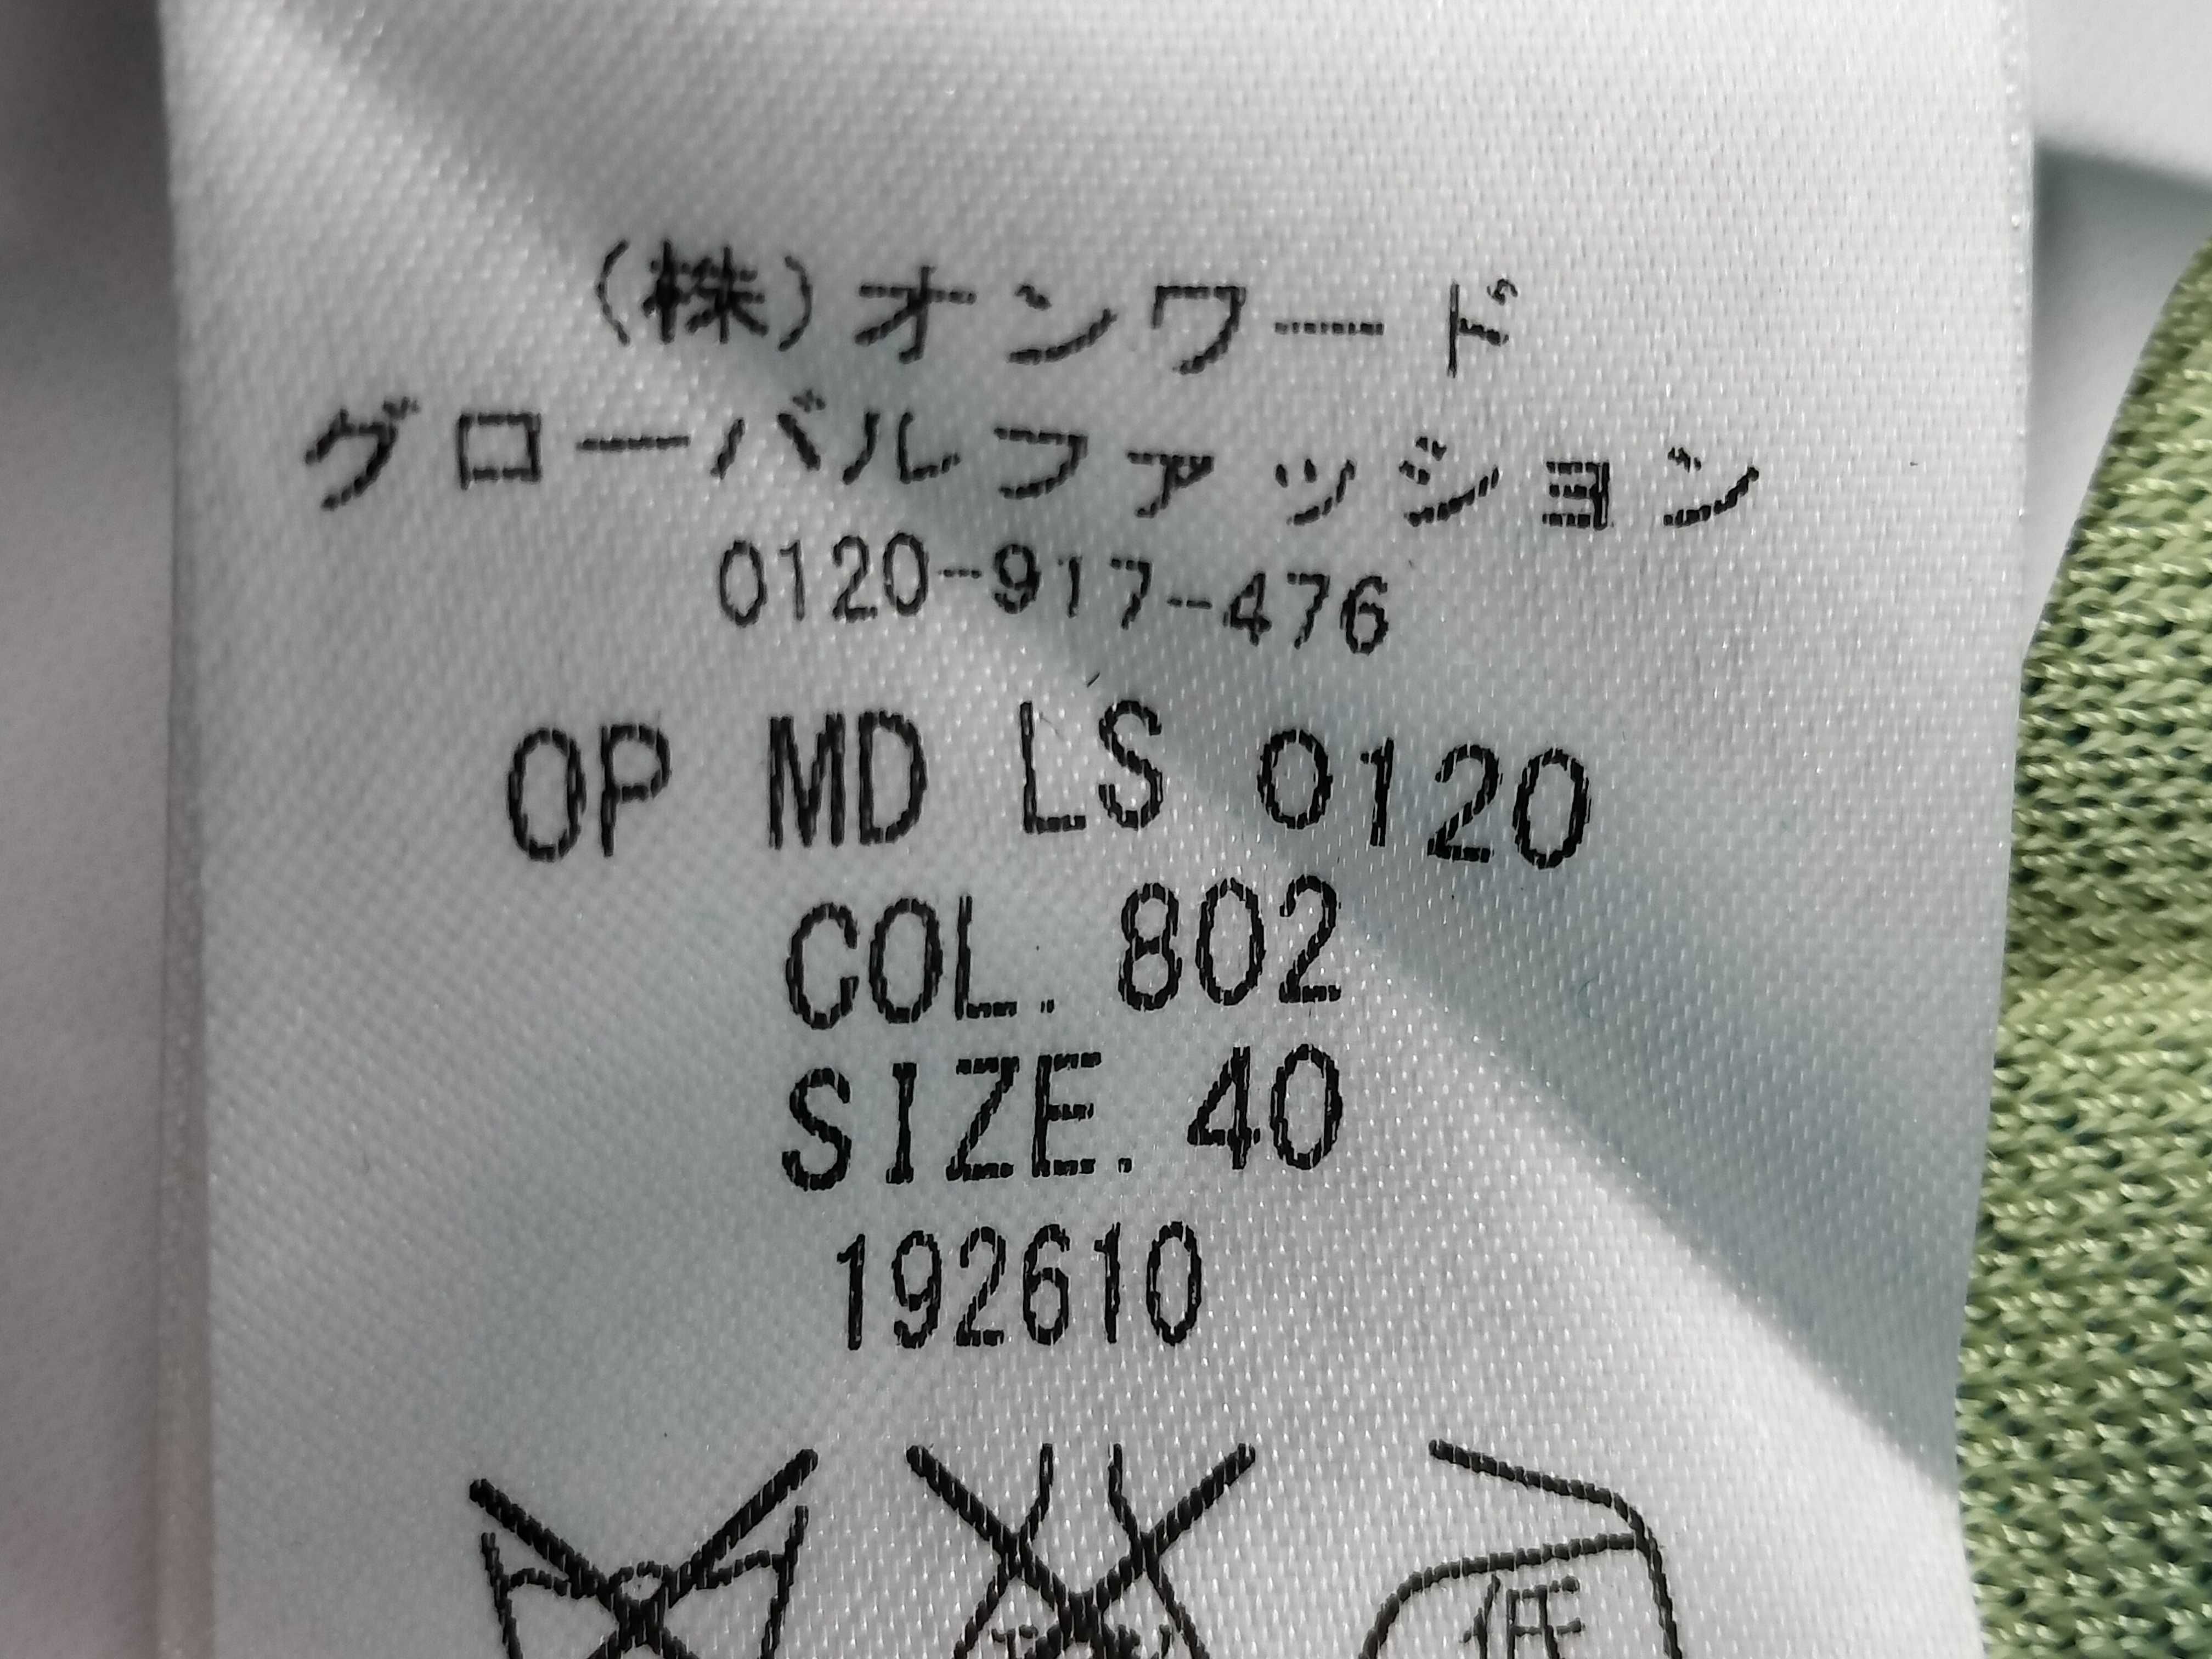 (株)オンワード
グローバルファッション
0120-917-476
OP MD LS 0120
COL. 802
SIZE. 40
192610
低